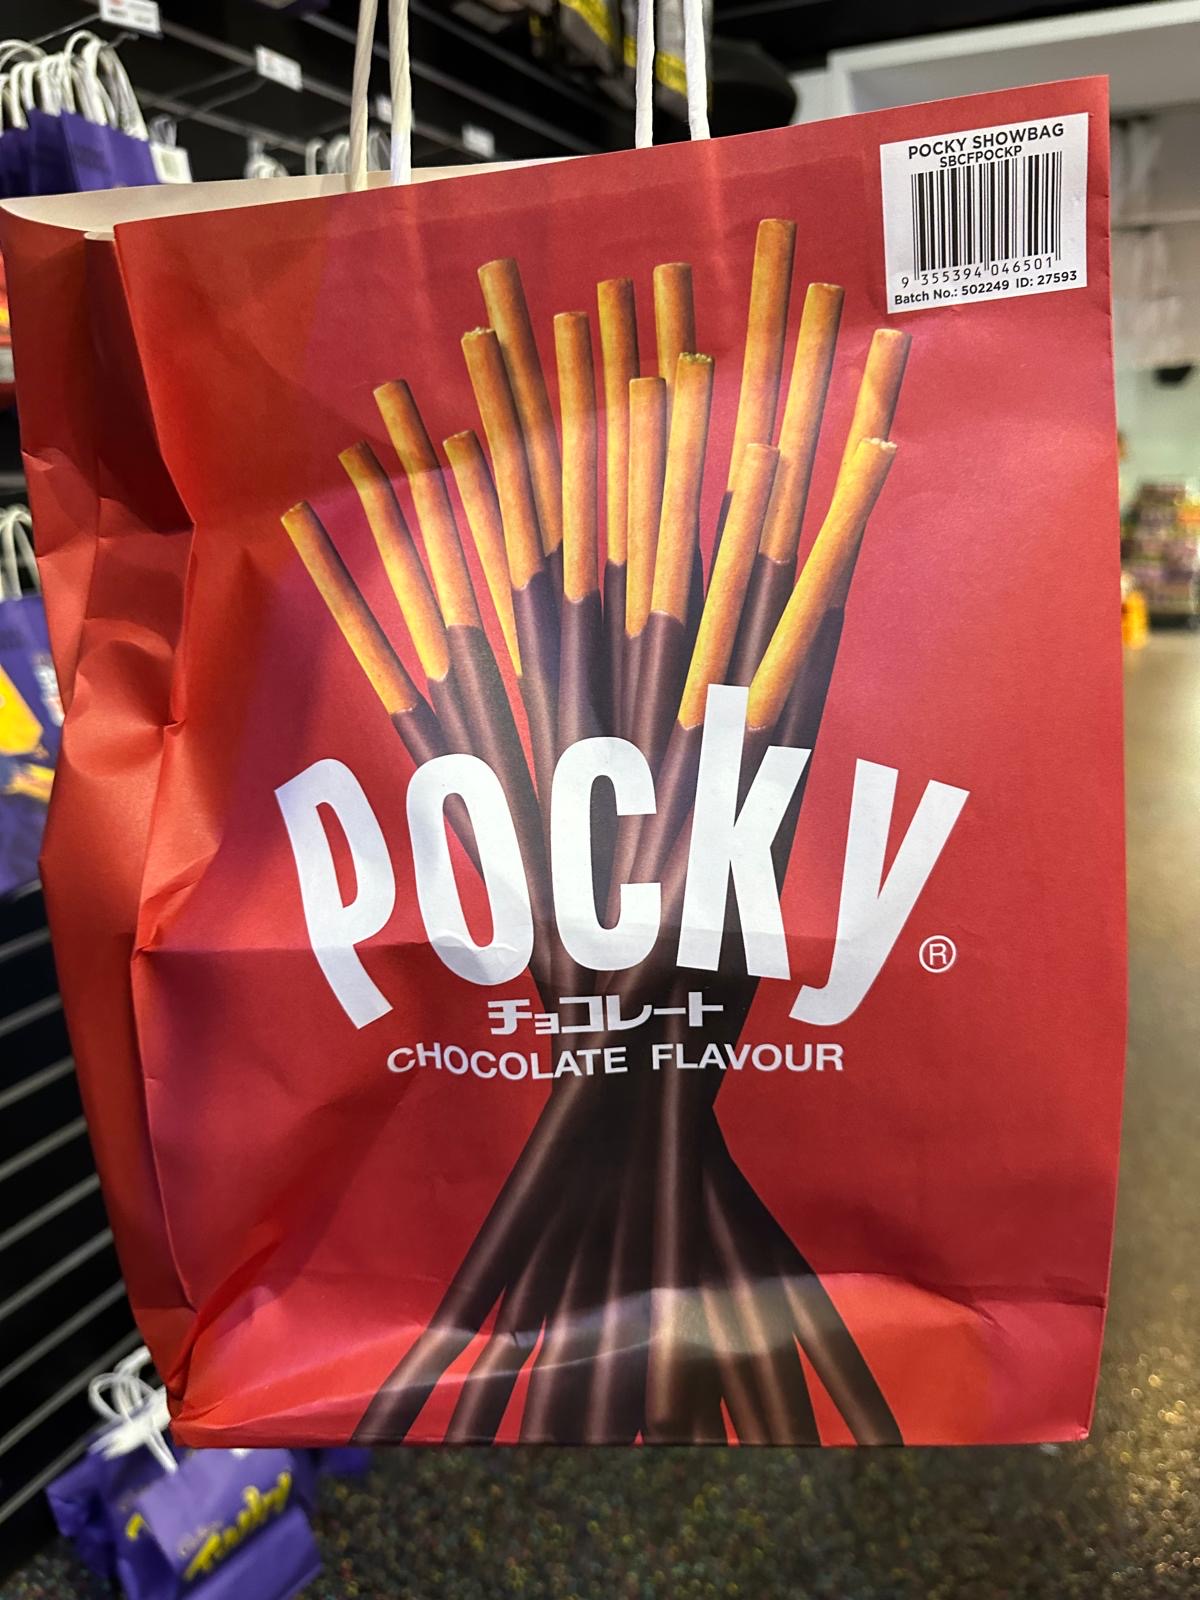 POCKY SHOWBAG
SBCFPOCKP
9 355394 046501
Batch No.: 502249 ID: 27593
Pocky®
チョコレート
CHOCOLATE FLAVOUR